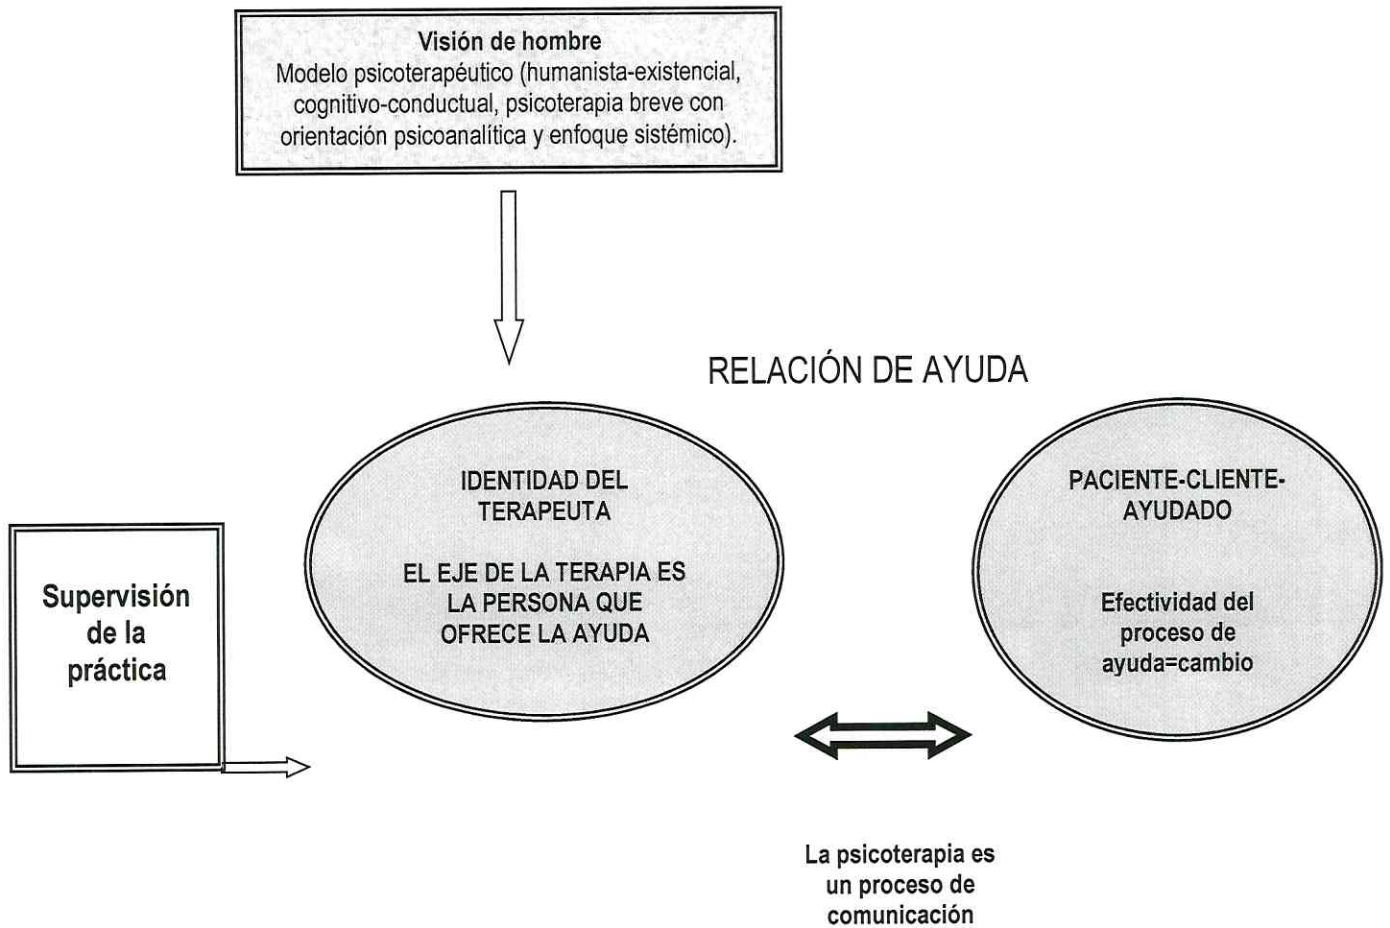 Visión de hombre
Modelo psicoterapéutico (humanista-existencial,
cognitivo-conductual, psicoterapia breve con
orientación psicoanalítica y enfoque sistémico).
RELACIÓN DE AYUDA
IDENTIDAD DEL
TERAPEUTA
EL EJE DE LA TERAPIA ES
LA PERSONA QUE
OFRECE LA AYUDA
PACIENTE-CLIENTE-
AYUDADO
Efectividad del
proceso de
ayuda=cambio
Supervisión
de la
práctica
La psicoterapia es
un proceso de
comunicación